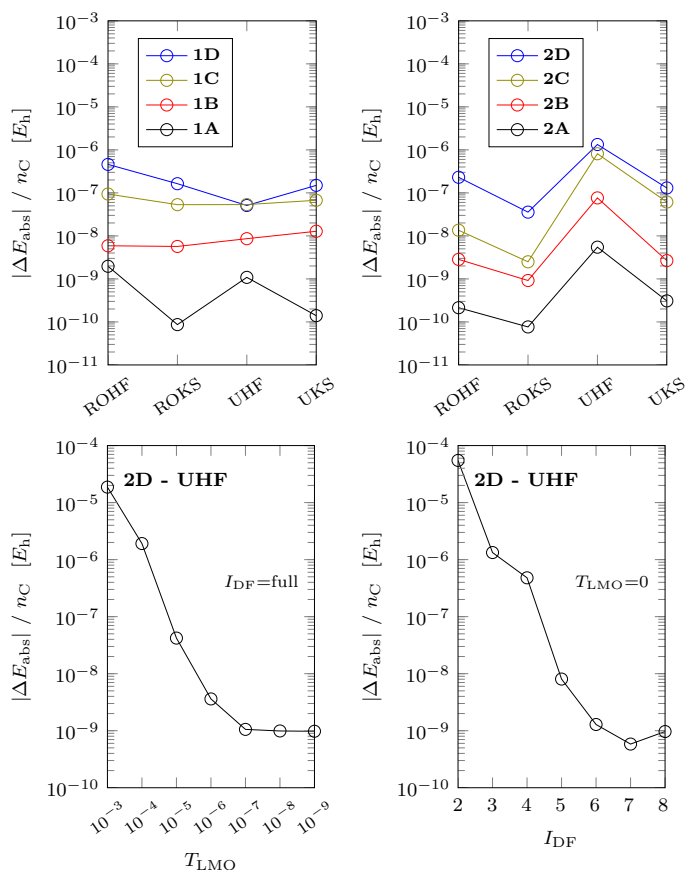 10⁻³
10⁻⁴
10⁻⁵
10⁻⁶
10⁻⁷
10⁻⁸
10⁻⁹
10⁻¹⁰
10⁻¹¹
|ΔE_abs| / n_C [E_h]
1D
1C
1B
1A
ROHF
ROKS
UHF
UKS
10⁻³
10⁻⁴
10⁻⁵
10⁻⁶
10⁻⁷
10⁻⁸
10⁻⁹
10⁻¹⁰
10⁻¹¹
|ΔE_abs| / n_C [E_h]
2D
2C
2B
2A
ROHF
ROKS
UHF
UKS
10⁻⁴
10⁻⁵
10⁻⁶
10⁻⁷
10⁻⁸
10⁻⁹
10⁻¹⁰
|ΔE_abs| / n_C [E_h]
2D - UHF
I_DF=full
10⁻³
10⁻⁴
10⁻⁵
10⁻⁶
10⁻⁷
10⁻⁸
10⁻⁹
T_LMO
10⁻⁴
10⁻⁵
10⁻⁶
10⁻⁷
10⁻⁸
10⁻⁹
10⁻¹⁰
|ΔE_abs| / n_C [E_h]
2D - UHF
T_LMO=0
2
3
4
5
6
7
8
I_DF